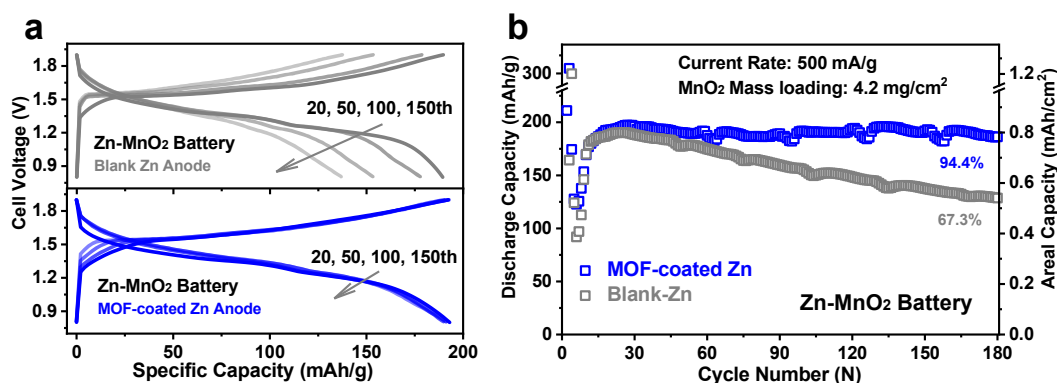 a
Cell Voltage (V)
1.8
1.5
1.2
0.9
20, 50, 100, 150th
Zn-MnO₂ Battery
Blank Zn Anode
1.8
1.5
1.2
0.9
20, 50, 100, 150th
Zn-MnO₂ Battery
MOF-coated Zn Anode
0 50 100 150 200
Specific Capacity (mAh/g)
b
Discharge Capacity (mAh/g)
300
200
150
100
50
0
Current Rate: 500 mA/g
MnO₂ Mass loading: 4.2 mg/cm²
94.4%
67.3%
MOF-coated Zn
Blank-Zn
Zn-MnO₂ Battery
0 30 60 90 120 150 180
Cycle Number (N)
1.2
1.0
0.8
0.6
0.4
0.2
0.0
Areal Capacity (mAh/g)